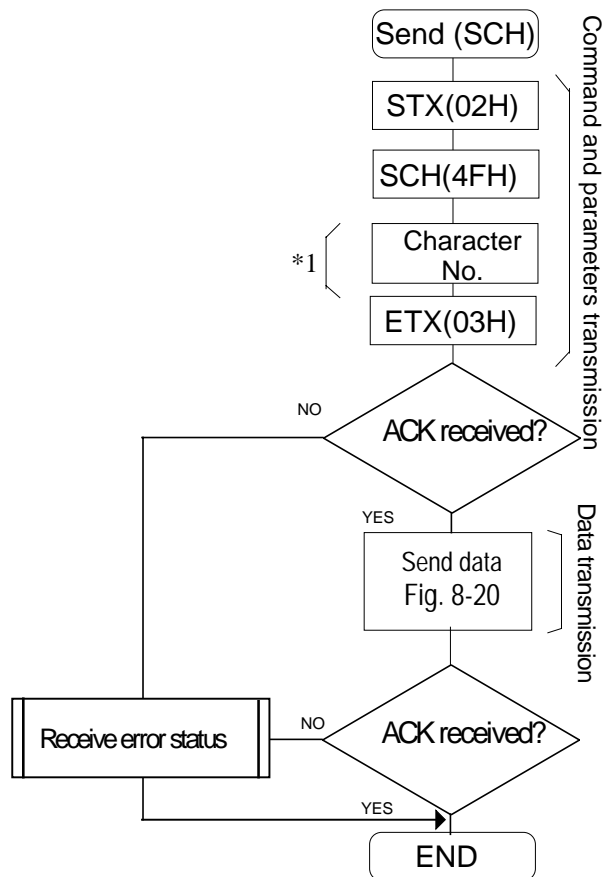 Send (SCH)
STX(02H)
SCH(4FH)
*1
Character
No.
ETX(03H)
Command and parameters transmission
NO
ACK received?
YES
Send data
Fig. 8-20
Data transmission
Receive error status
NO
ACK received?
YES
END